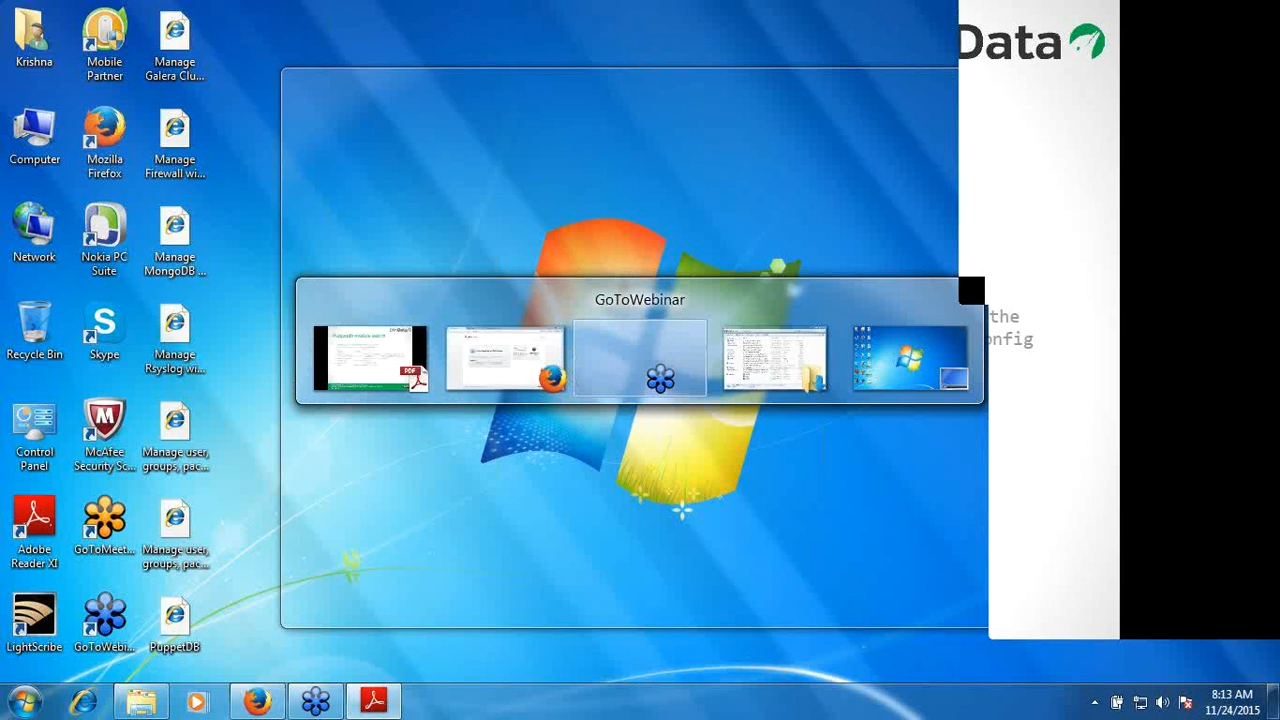 Krishna
Mobile
Partner
Manage
Galera Clu...
Data
Computer
Mozilla
Firefox
Manage
Firewall wi...
Network
Nokia PC
Suite
Manage
MongoDB ...
GoToWebinar
the
onfig
Recycle Bin
Skype
Manage
Rsyslog wi...
PDF
Control
Panel
McAfee
Security Sc...
Manage user,
groups, pac...
Adobe
Reader XI
GoToMeet...
Manage user,
groups, pac...
LightScribe
GoToWebi...
PuppetDB
8:13 AM
11/24/2015